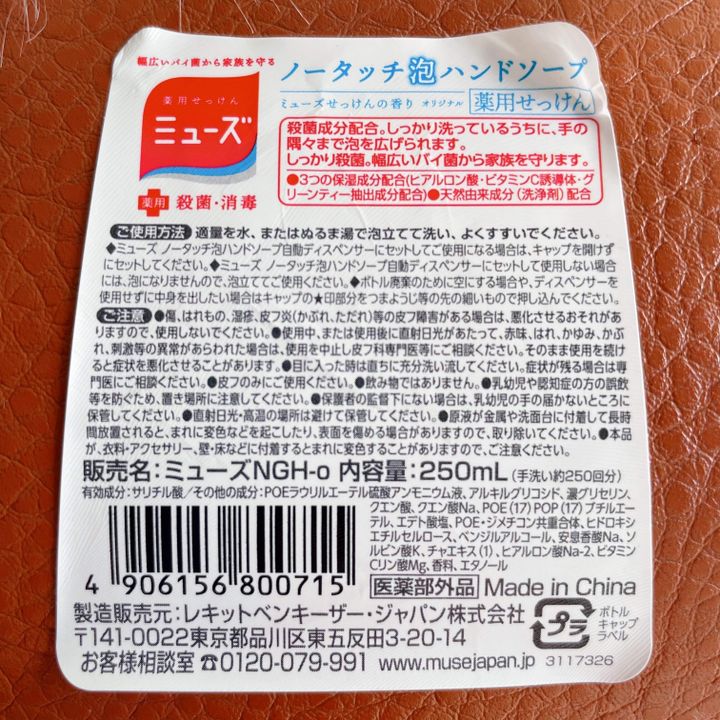 幅広いバイ菌から家族を守る
薬用せっけん
ミューズ
薬用 殺菌・消毒
ノータッチ泡ハンドソープ
ミューズせっけんの香り オリジナル 薬用せっけん
殺菌成分配合。しっかり洗っているうちに、手の
隅々まで泡を広げられます。
しっかり殺菌。幅広いバイ菌から家族を守ります。
●3つの保湿成分配合(ヒアルロン酸・ビタミンC誘導体・グ
リーンティー抽出成分配合)●天然由来成分(洗浄剤)配合
ご使用方法 適量を水、またはぬるま湯で泡立てて洗い、よくすすいでください。
◆ミューズ ノータッチ泡ハンドソープ自動ディスペンサーにセットしてご使用になる場合は、キャップを開けず
にセットしてください。◆ミューズ ノータッチ泡ハンドソープ自動ディスペンサーにセットして使用しない場合
には、泡になりませんので、泡立ててご使用ください。◆ボトル廃棄のために空にする場合や、ディスペンサーを
使用せずに中身を出したい場合はキャップの★印部分をつまようじ等の先の細いもので押し込んでください。
ご注意 ●傷、はれもの、湿疹、皮フ炎(かぶれ、ただれ)等の皮フ障害がある場合は、悪化させるおそれがあ
りますので、使用しないでください。●使用中、または使用後に直射日光があたって、赤味、はれ、かゆみ、かぶ
れ、刺激等の異常があらわれた場合は、使用を中止し皮フ科専門医等にご相談ください。そのまま使用を続け
ると症状を悪化させることがあります。●目に入った時は直ちに充分洗い流してください。症状が残る場合は専
門医にご相談ください。●皮フのみにご使用ください。●飲み物ではありません。●乳幼児や認知症の方の誤飲
等を防ぐため、置き場所に注意してください。●保護者の監督下にない場合は、乳幼児の手の届かないところに
保管してください。●直射日光・高温の場所は避けて保管してください。●原液が金属や洗面台に付着して長時
間放置されると、まれに変色などを起こしたり、表面を傷める場合がありますので、取り除いてください。●本品
が、衣料・アクセサリー、壁・床などに付着するとまれに変色することがありますので、ご注意ください。
販売名:ミューズNGH-o 内容量:250mL (手洗い約250回分)
有効成分:サリチル酸/その他の成分:POEラウリルエーテル硫酸アンモニウム液、アルキルグリコシド、濃グリセリン、
クエン酸、クエン酸Na、POE(17)POP(17)ブチルエー
テル、エデト酸塩、POE・ジメチコン共重合体、ヒドロキシ
エチルセルロース、ベンジルアルコール、安息香酸Na、ソ
ルビン酸K、チャエキス(1)、ヒアルロン酸Na-2、ビタミン
Cリン酸Mg、香料、エタノール
4 906156 800715
医薬部外品 Made in China
製造販売元:レキットベンキーザー・ジャパン株式会社
〒141-0022東京都品川区東五反田3-20-14
お客様相談室 ☎0120-079-991 www.musejapan.jp 3117326
プラ
ボトル
キャップ
ラベル